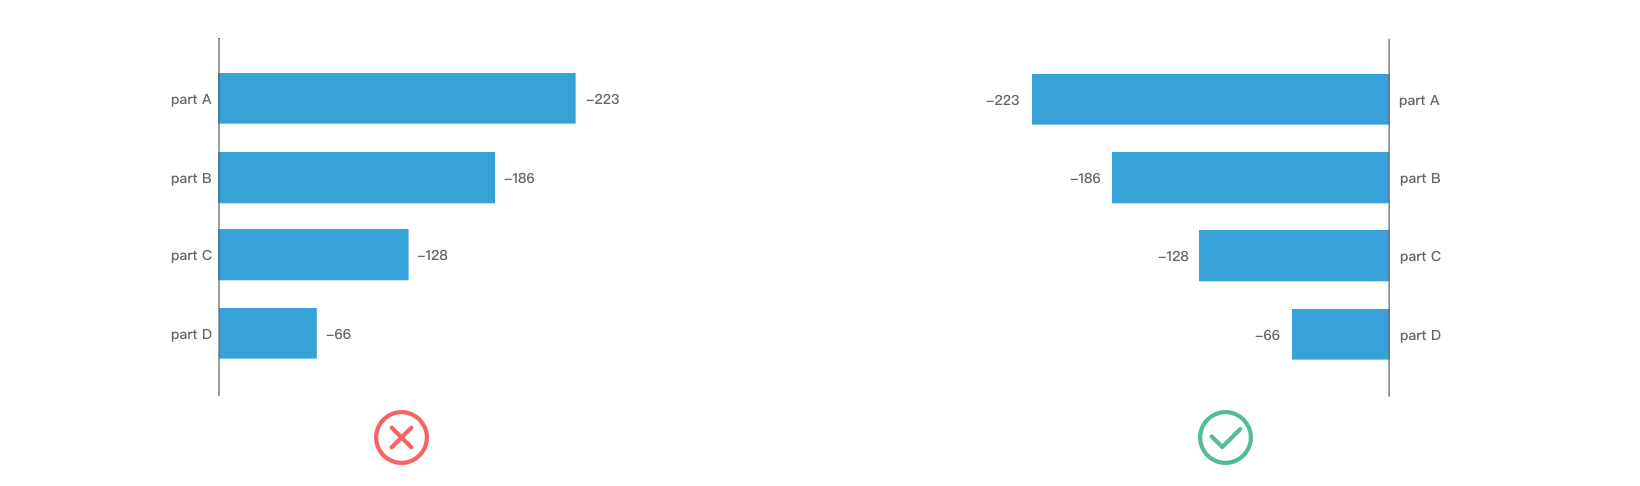 part A –223
part B –186
part C –128
part D –66
–223 part A
–186 part B
–128 part C
–66 part D